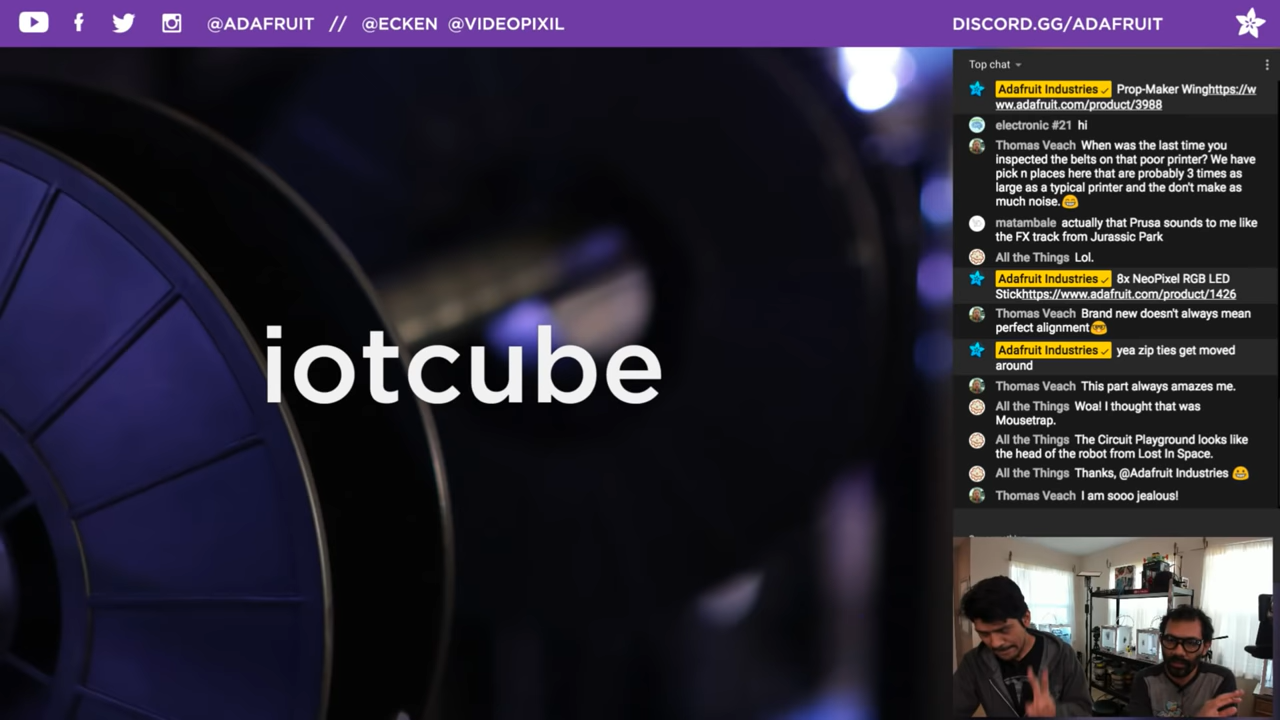 @ADAFRUIT // @ECKEN @VIDEOPIXIL
DISCORD.GG/ADAFRUIT
Top chat
Adafruit Industries Prop-Maker Winghttps://w
ww.adafruit.com/product/3988
electronic #21 hi
Thomas Veach When was the last time you
inspected the belts on that poor printer? We have
pick n places here that are probably 3 times as
large as a typical printer and the don't make as
much noise.😁
matambale actually that Prusa sounds to me like
the FX track from Jurassic Park
All the Things Lol.
Adafruit Industries 8x NeoPixel RGB LED
Stickhttps://www.adafruit.com/product/1426
Thomas Veach Brand new doesn't always mean
perfect alignment🤓
Adafruit Industries yea zip ties get moved
around
Thomas Veach This part always amazes me.
All the Things Woa! I thought that was
Mousetrap.
All the Things The Circuit Playground looks like
the head of the robot from Lost In Space.
All the Things Thanks, @Adafruit Industries 😁
Thomas Veach I am sooo jealous!
iotcube